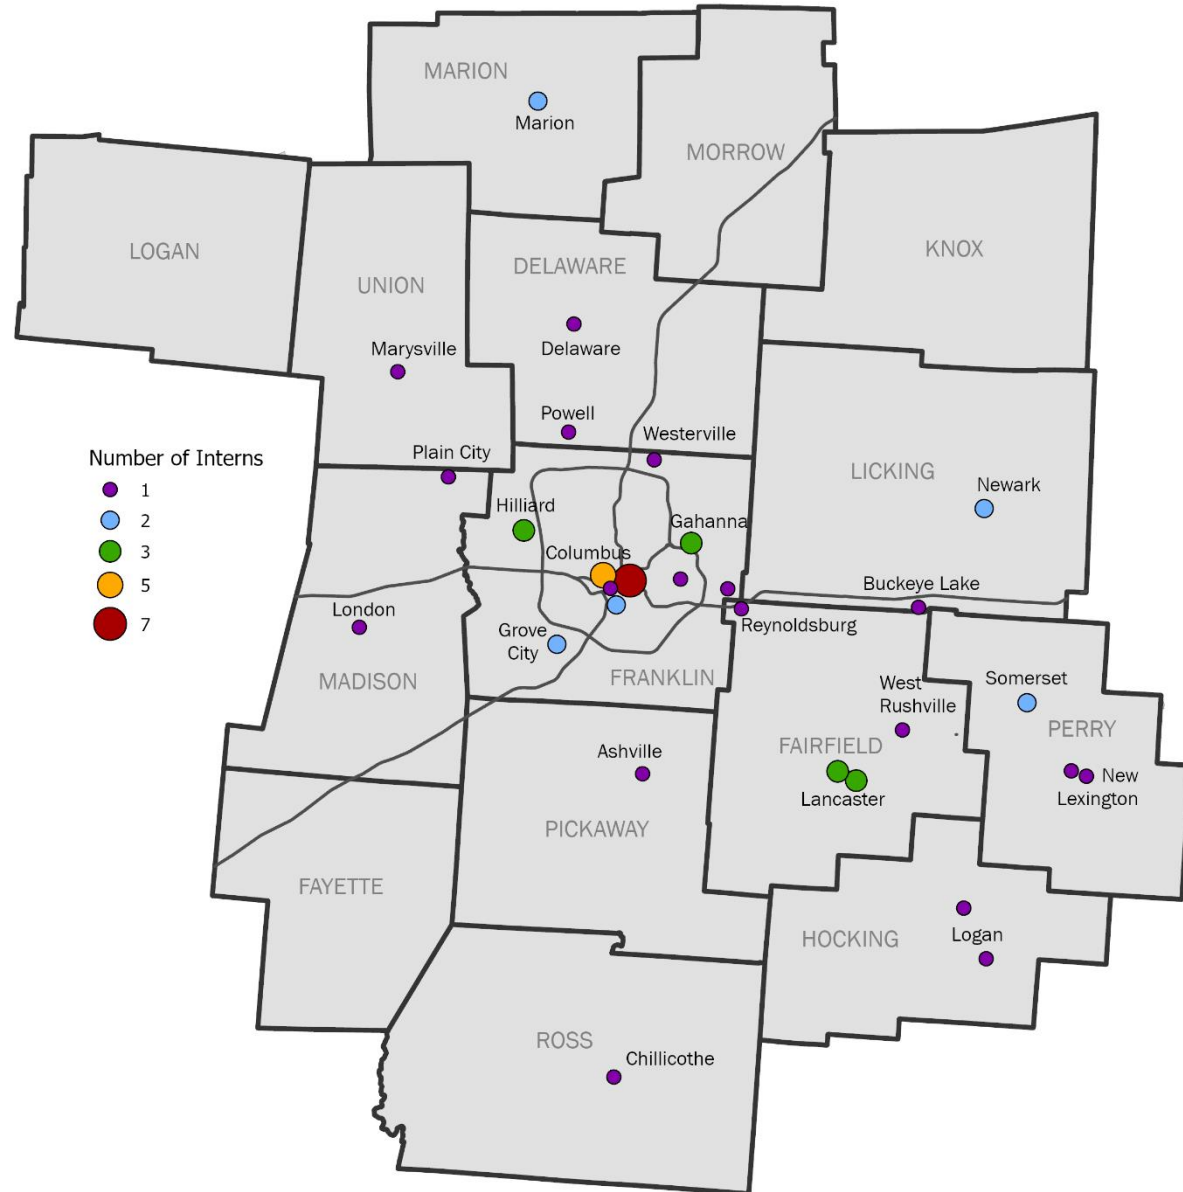 MARION
Marion
MORROW
LOGAN
KNOX
DELAWARE
UNION
Delaware
Marysville
Powell
Westerville
Plain City
Number of Interns
1
2
3
5
7
LICKING
Newark
Hilliard
Gahanna
Columbus
Buckeye Lake
London
Reynoldsburg
Grove
City
MADISON
FRANKLIN
West
Rushville
Somerset
PERRY
FAIRFIELD
Ashville
New
Lexington
Lancaster
PICKAWAY
FAYETTE
HOCKING
Logan
ROSS
Chillicothe